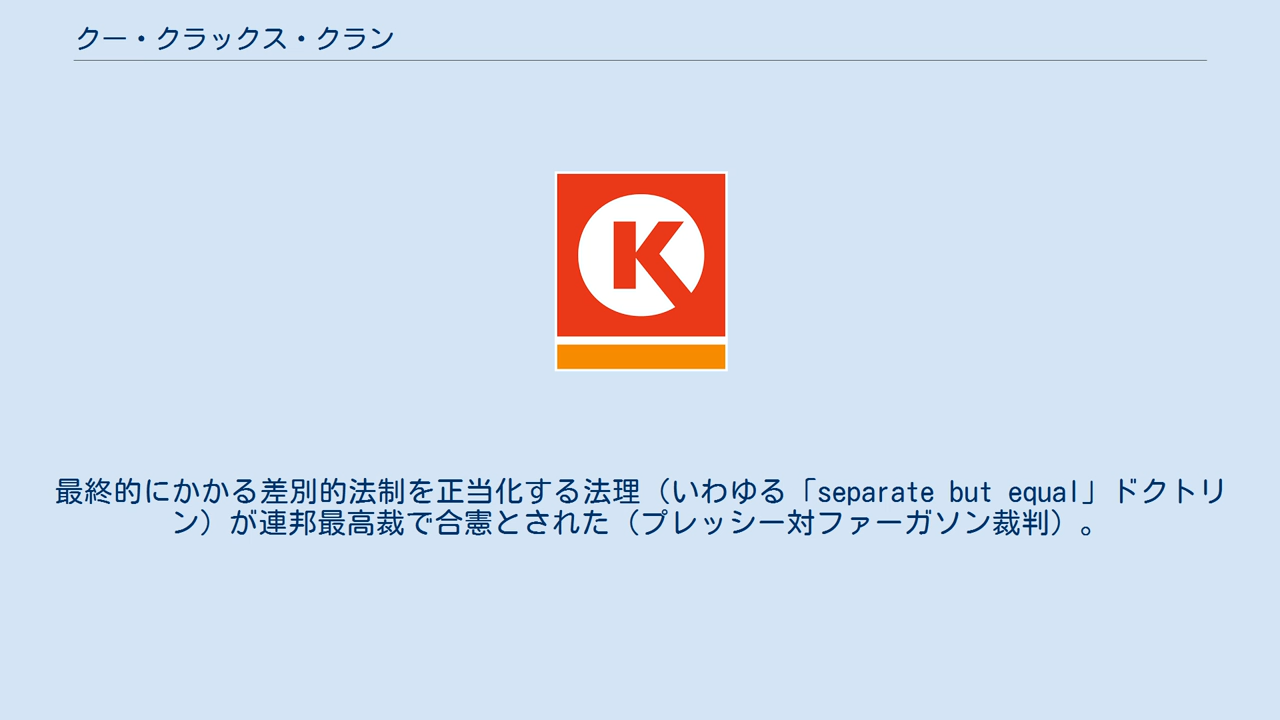 クー・クラックス・クラン
K
最終的にかかる差別的法制を正当化する法理（いわゆる「separate but equal」ドクトリ
ン）が連邦最高裁で合憲とされた（プレッシー対ファーガソン裁判）。